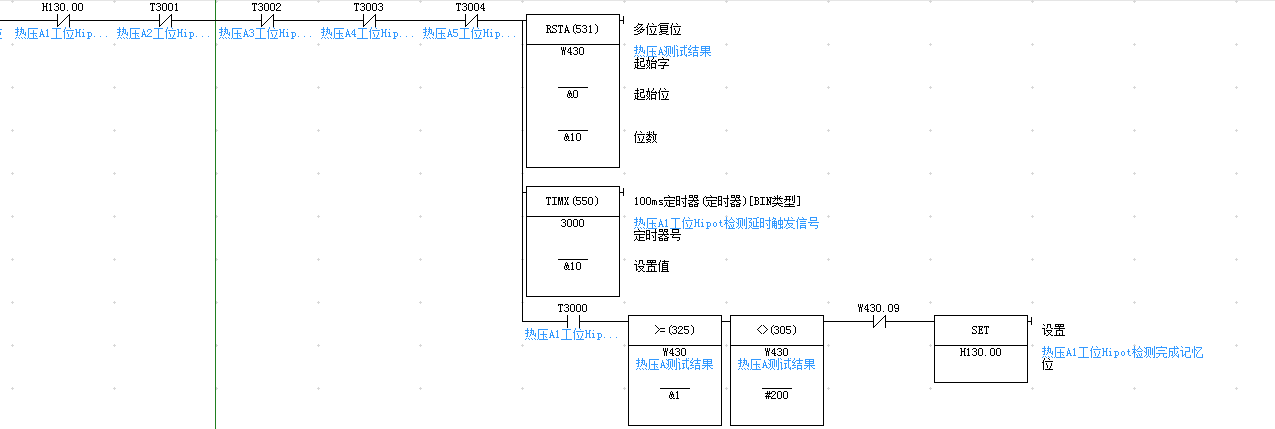 H130.00 T3001 T3002 T3003 T3004
热压A1工位Hip... 热压A2工位Hip... 热压A3工位Hip... 热压A4工位Hip... 热压A5工位Hip...
RSTA(531) 多位复位
W430 热压A测试结果
起始字
&0 起始位
&10 位数
TIMX(550) 100ms定时器(定时器)[BIN类型]
3000 热压A1工位Hipot检测延时触发信号
定时器号
&10 设置值
T3000 W430.09
热压A1工位Hip...
>=(325) <>(305) SET 设置
W430 W430 H130.00 热压A1工位Hipot检测完成记忆
热压A测试结果 热压A测试结果 位
&1 #200